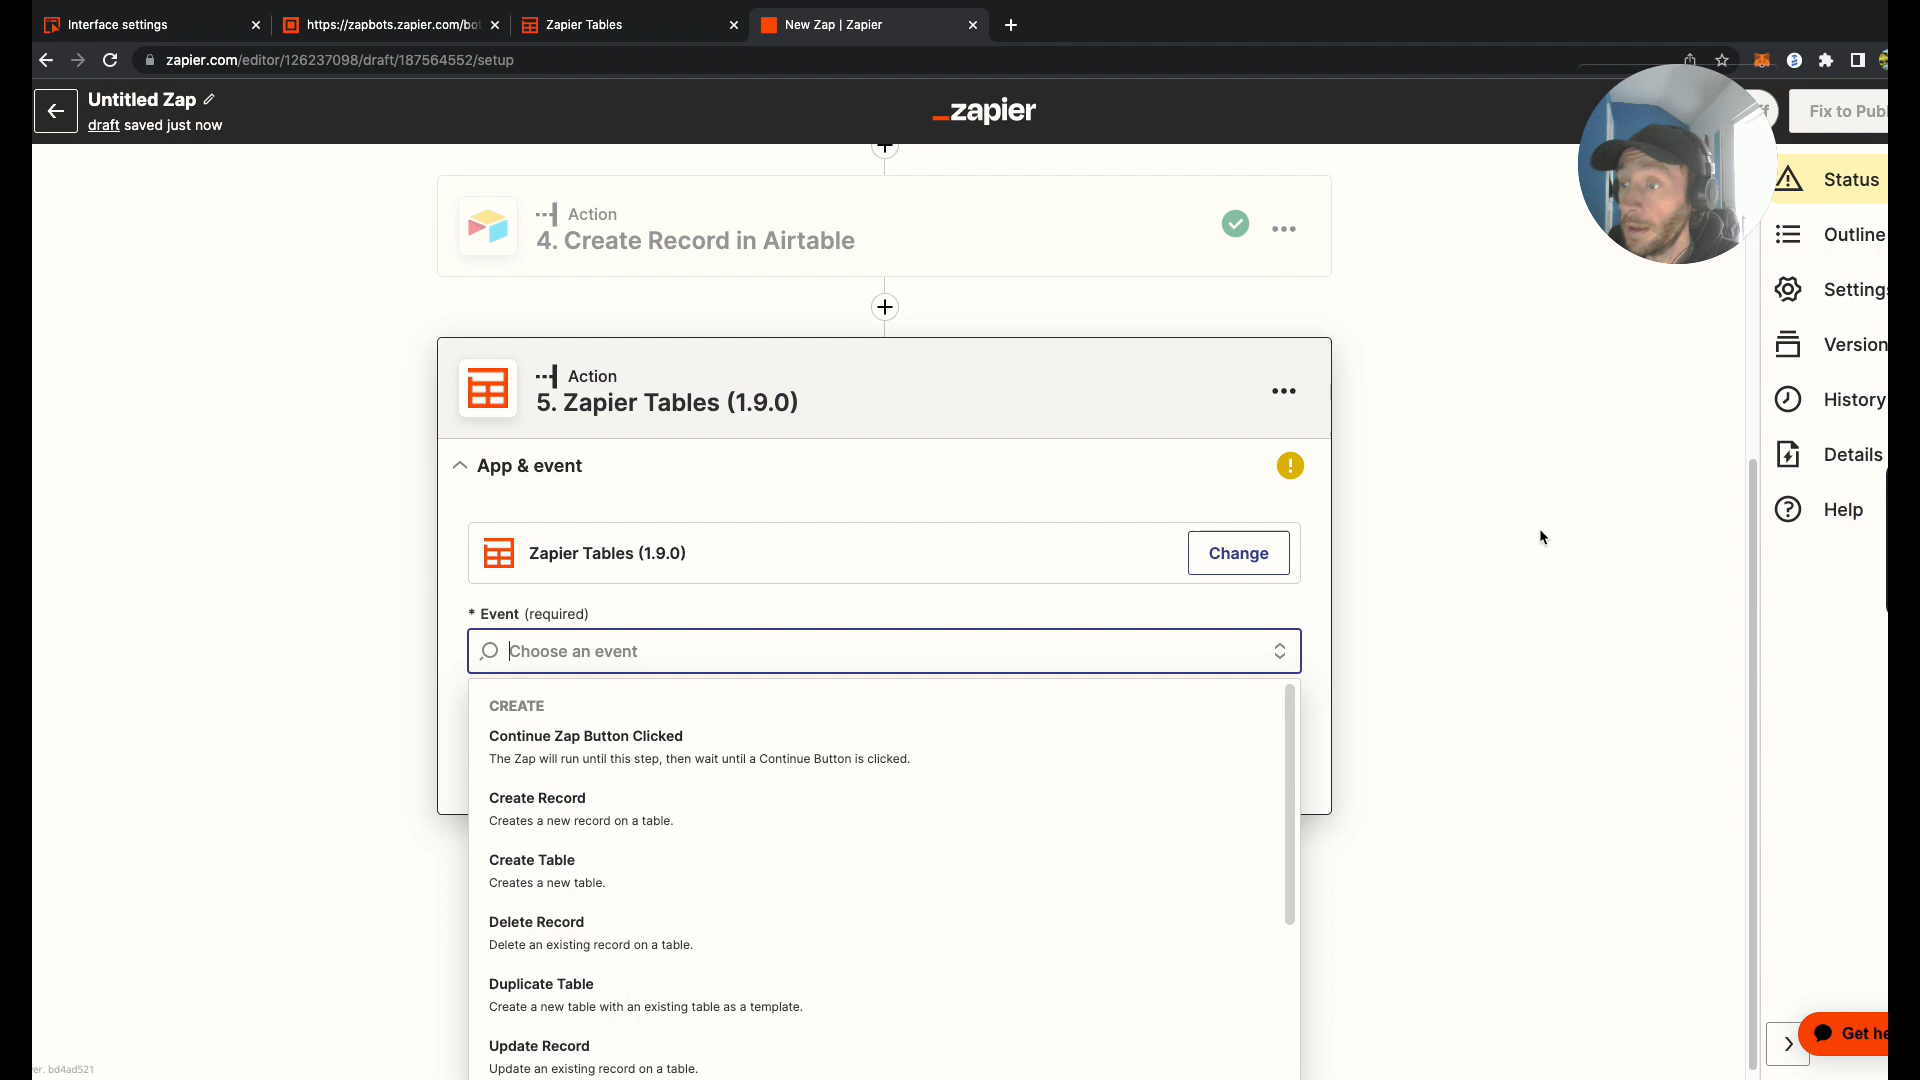 Interface settings
https://zapbots.zapier.com/bo
Zapier Tables
New Zap | Zapier
zapier.com/editor/126237098/draft/187564552/setup
Untitled Zap
draft saved just now
_zapier
Fix to Publ
Action
4. Create Record in Airtable
Action
5. Zapier Tables (1.9.0)
App & event
Zapier Tables (1.9.0)
Change
* Event (required)
Choose an event
CREATE
Continue Zap Button Clicked
The Zap will run until this step, then wait until a Continue Button is clicked.
Create Record
Creates a new record on a table.
Create Table
Creates a new table.
Delete Record
Delete an existing record on a table.
Duplicate Table
Create a new table with an existing table as a template.
Update Record
Update an existing record on a table.
Status
Outline
Settings
Version
History
Details
Help
Get he
ver. bd4ad521